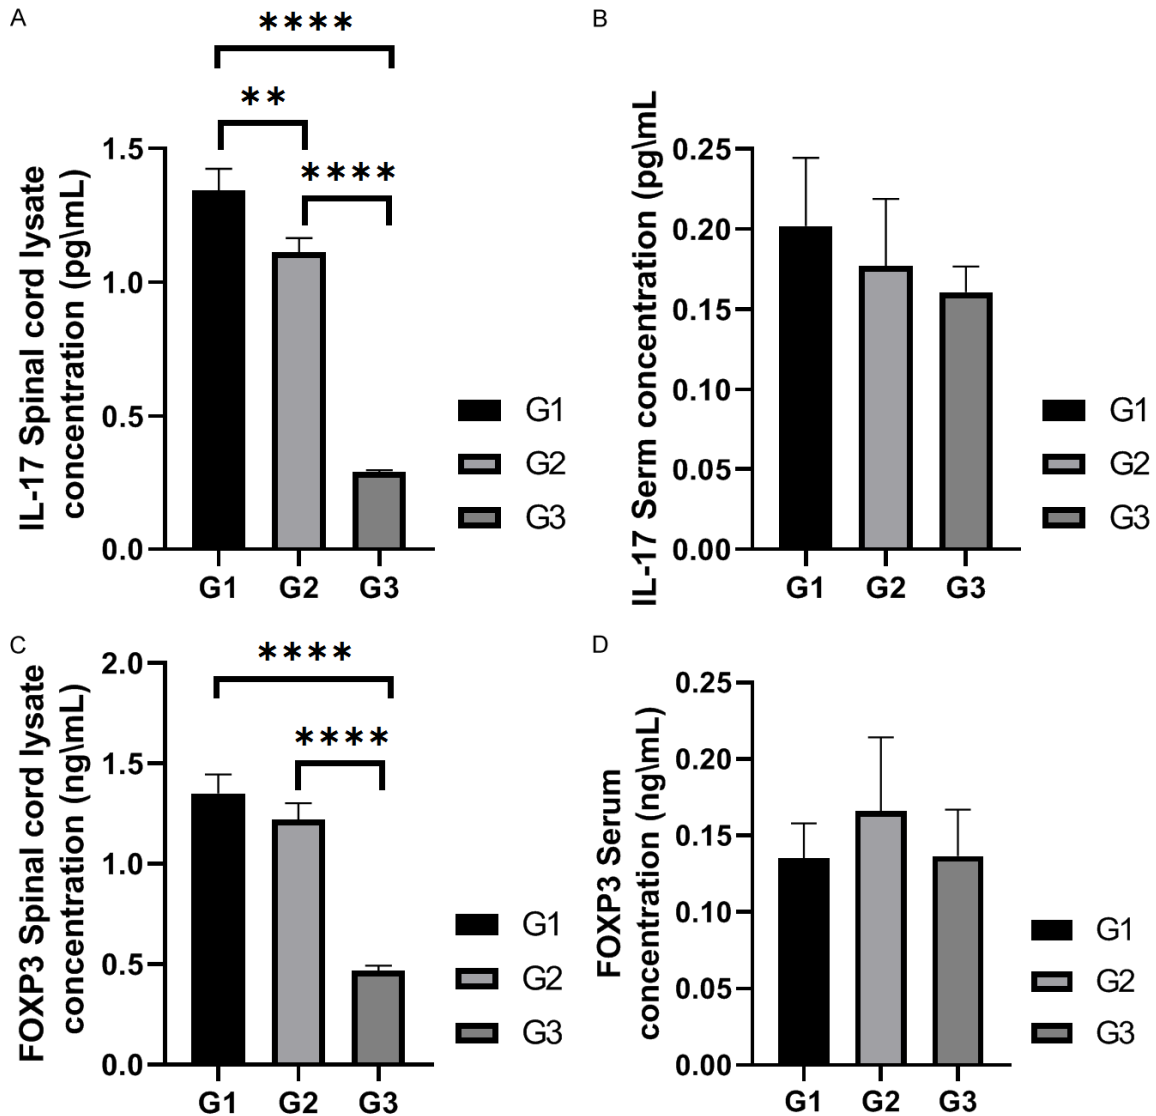 A
****
**
****
IL-17 Spinal cord lysate
concentration (pg\mL)
1.5
1.0
0.5
0.0
G1 G2 G3
G1
G2
G3
B
IL-17 Serm concentration (pg\mL
0.25
0.20
0.15
0.10
0.05
0.00
G1 G2 G3
G1
G2
G3
C
****
****
FOXP3 Spinal cord lysate
concentration (ng\mL)
2.0
1.5
1.0
0.5
0.0
G1 G2 G3
G1
G2
G3
D
FOXP3 Serum
concentration (ng\mL)
0.25
0.20
0.15
0.10
0.05
0.00
G1 G2 G3
G1
G2
G3